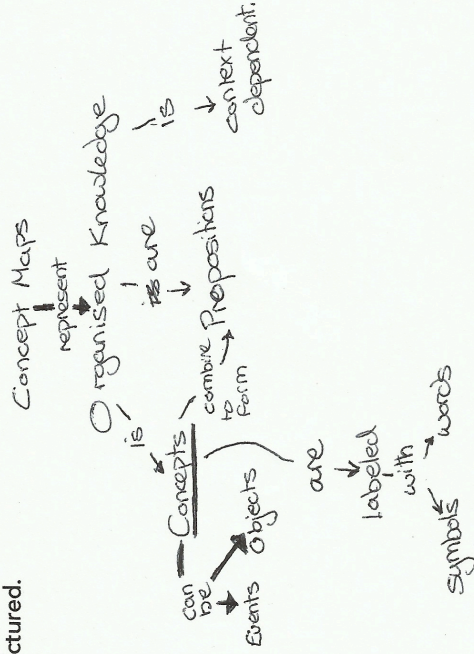 ctured.
Concept Maps
represent
Organised Knowledge
is
are
is
Concepts
combine
to
form
Propositions
context
dependent.
can
be
Events
Objects
are
labeled
with
symbols
words